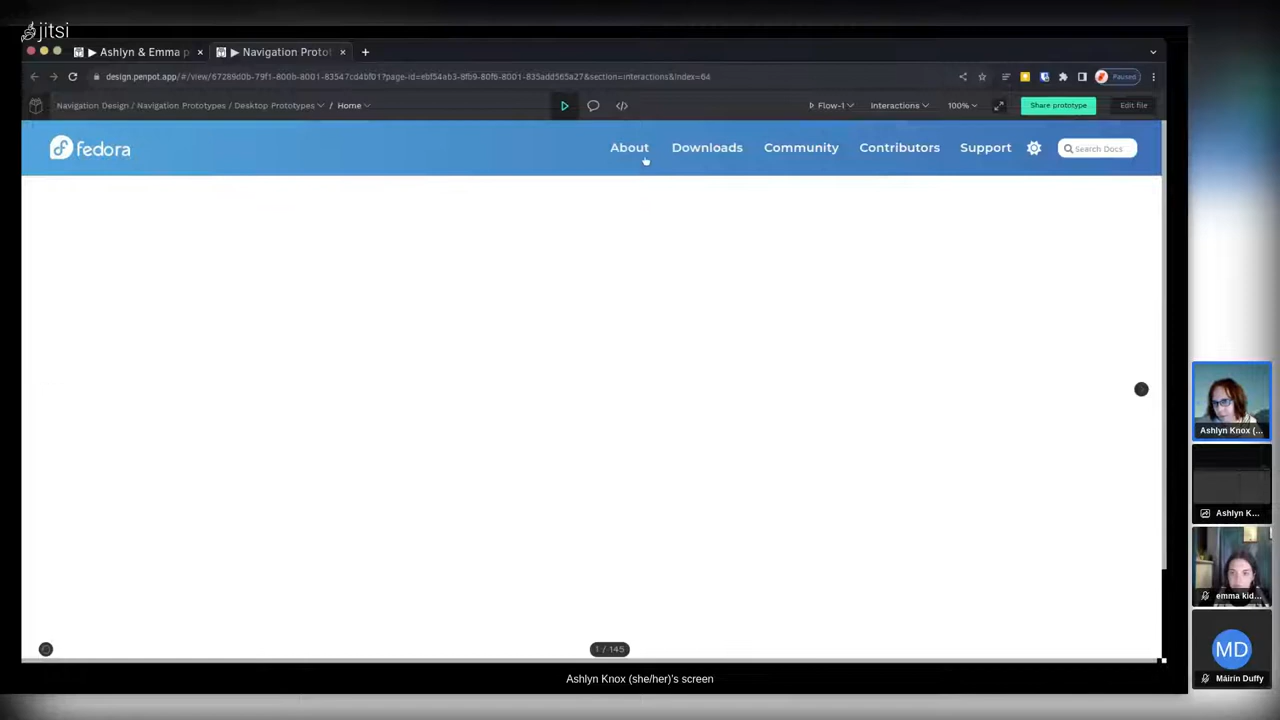 jitsi
▶ Ashlyn & Emma p
▶ Navigation Protot
design.penpot.app/#/view/67289d0b-79f1-800b-8001-83547cd4bf01?page-id=ebf54ab3-8fb9-80f6-8001-835add565a27&section=interactions&index=64
Paused
Navigation Design / Navigation Prototypes / Desktop Prototypes / Home
Flow-1
Interactions
100%
Share prototype
Edit file
fedora
About
Downloads
Community
Contributors
Support
Search Docs
1 / 145
Ashlyn Knox (...
Ashlyn K...
emma kid...
MD
Máirín Duffy
Ashlyn Knox (she/her)'s screen